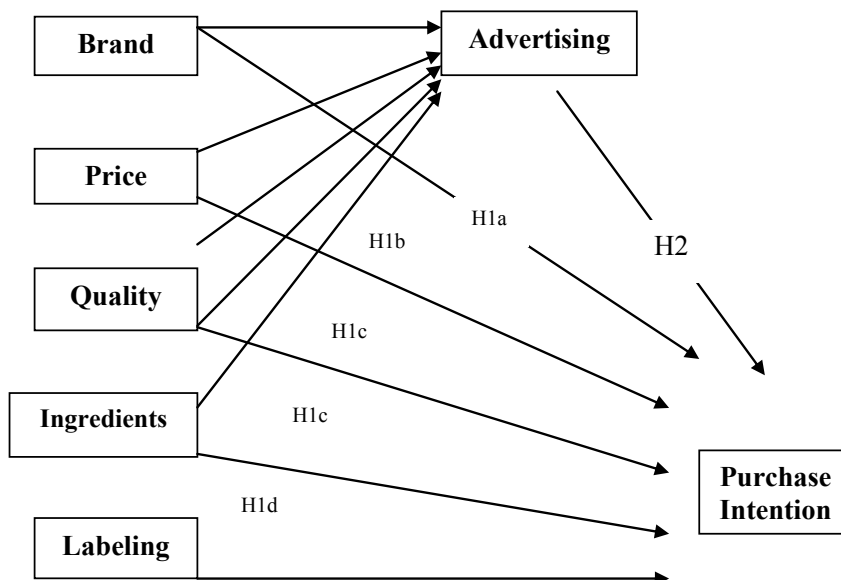 Brand
Advertising
Price
H1a
H1b
H2
Quality
H1c
Ingredients
H1c
Purchase
Intention
H1d
Labeling